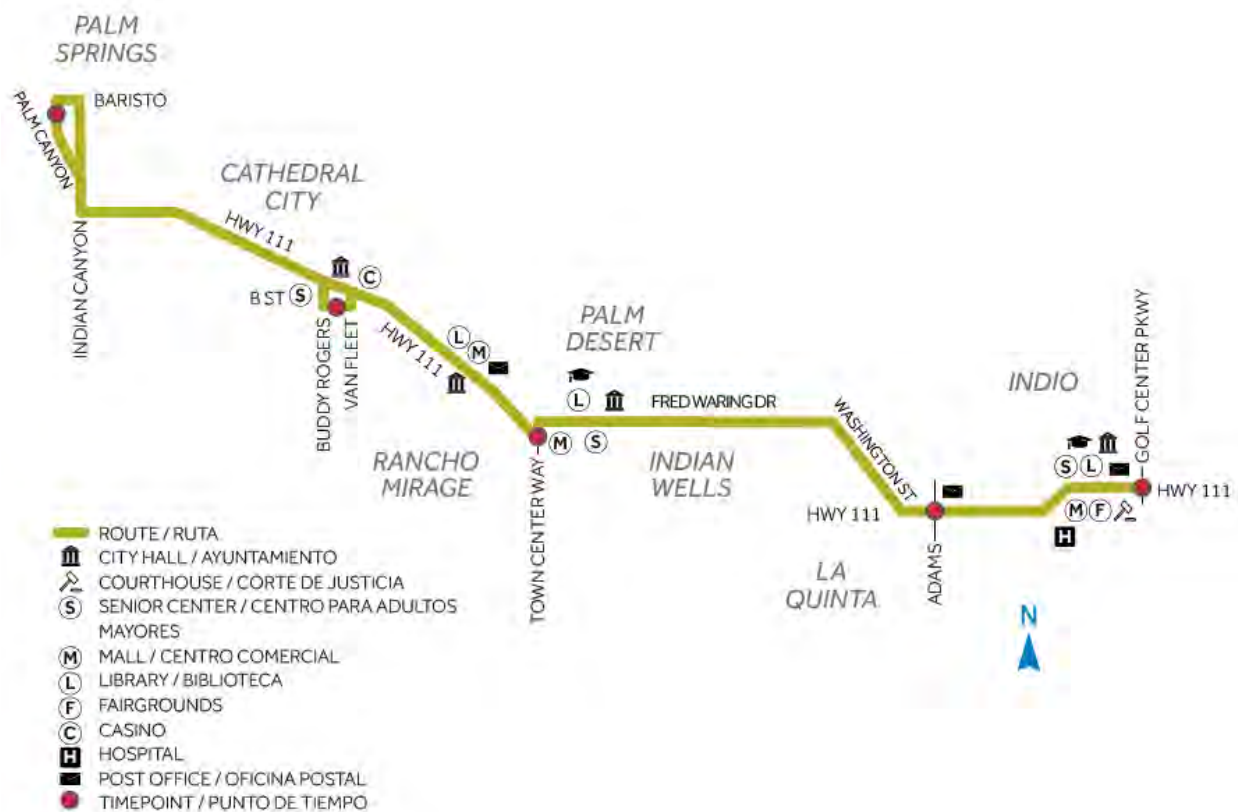 PALM
SPRINGS
BARISTO
PALM CANYON
CATHEDRAL
CITY
HWY 111
INDIAN CANYON
C
B ST
S
BUDDY ROGERS
VAN FLEET
HWY 111
L
M
PALM
DESERT
L
FRED WARING DR
M
S
RANCHO
MIRAGE
TOWN CENTER WAY
INDIAN
WELLS
WASHINGTON ST
INDIO
GOLF CENTER PKWY
S L
HWY 111
M F
H
HWY 111
ADAMS
LA
QUINTA
N
ROUTE / RUTA
CITY HALL / AYUNTAMIENTO
COURTHOUSE / CORTE DE JUSTICIA
S SENIOR CENTER / CENTRO PARA ADULTOS
MAYORES
M MALL / CENTRO COMERCIAL
L LIBRARY / BIBLIOTECA
F FAIRGROUNDS
C CASINO
H HOSPITAL
POST OFFICE / OFICINA POSTAL
TIMEPOINT / PUNTO DE TIEMPO